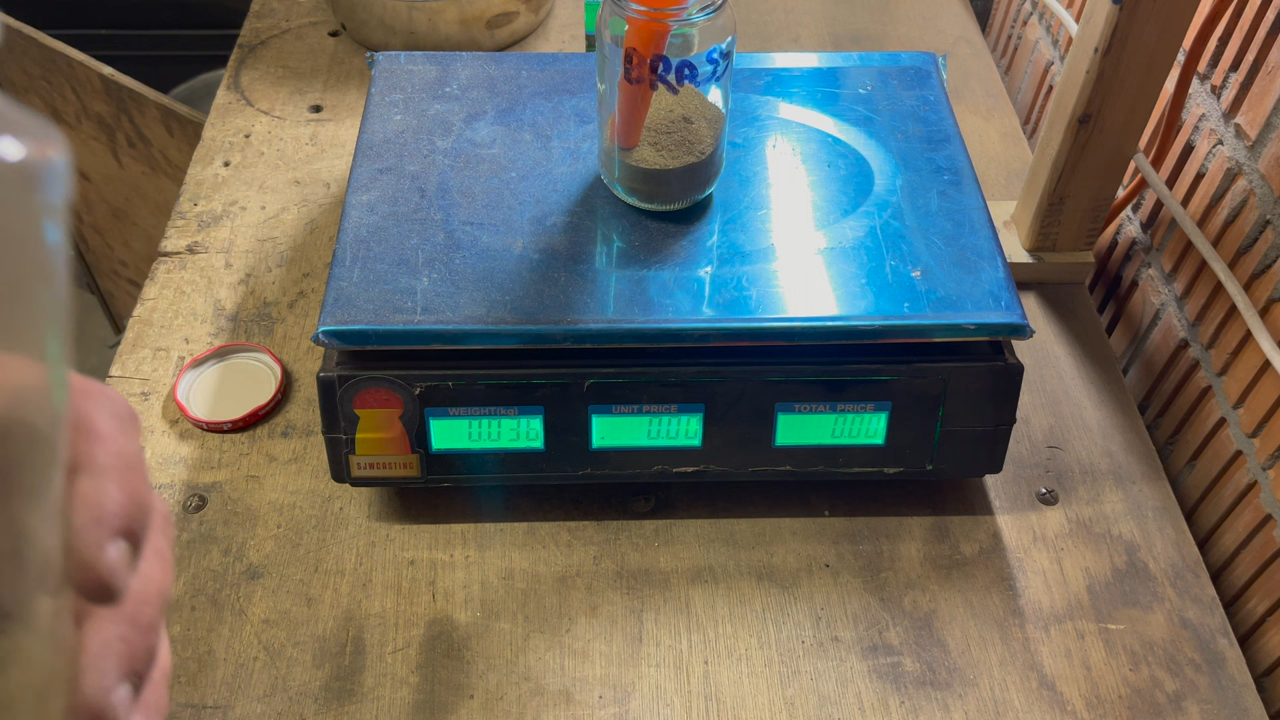 BRASS
WEIGHT(kg)
UNIT PRICE
TOTAL PRICE
0.036
0.00
0.00
SJWCASTING